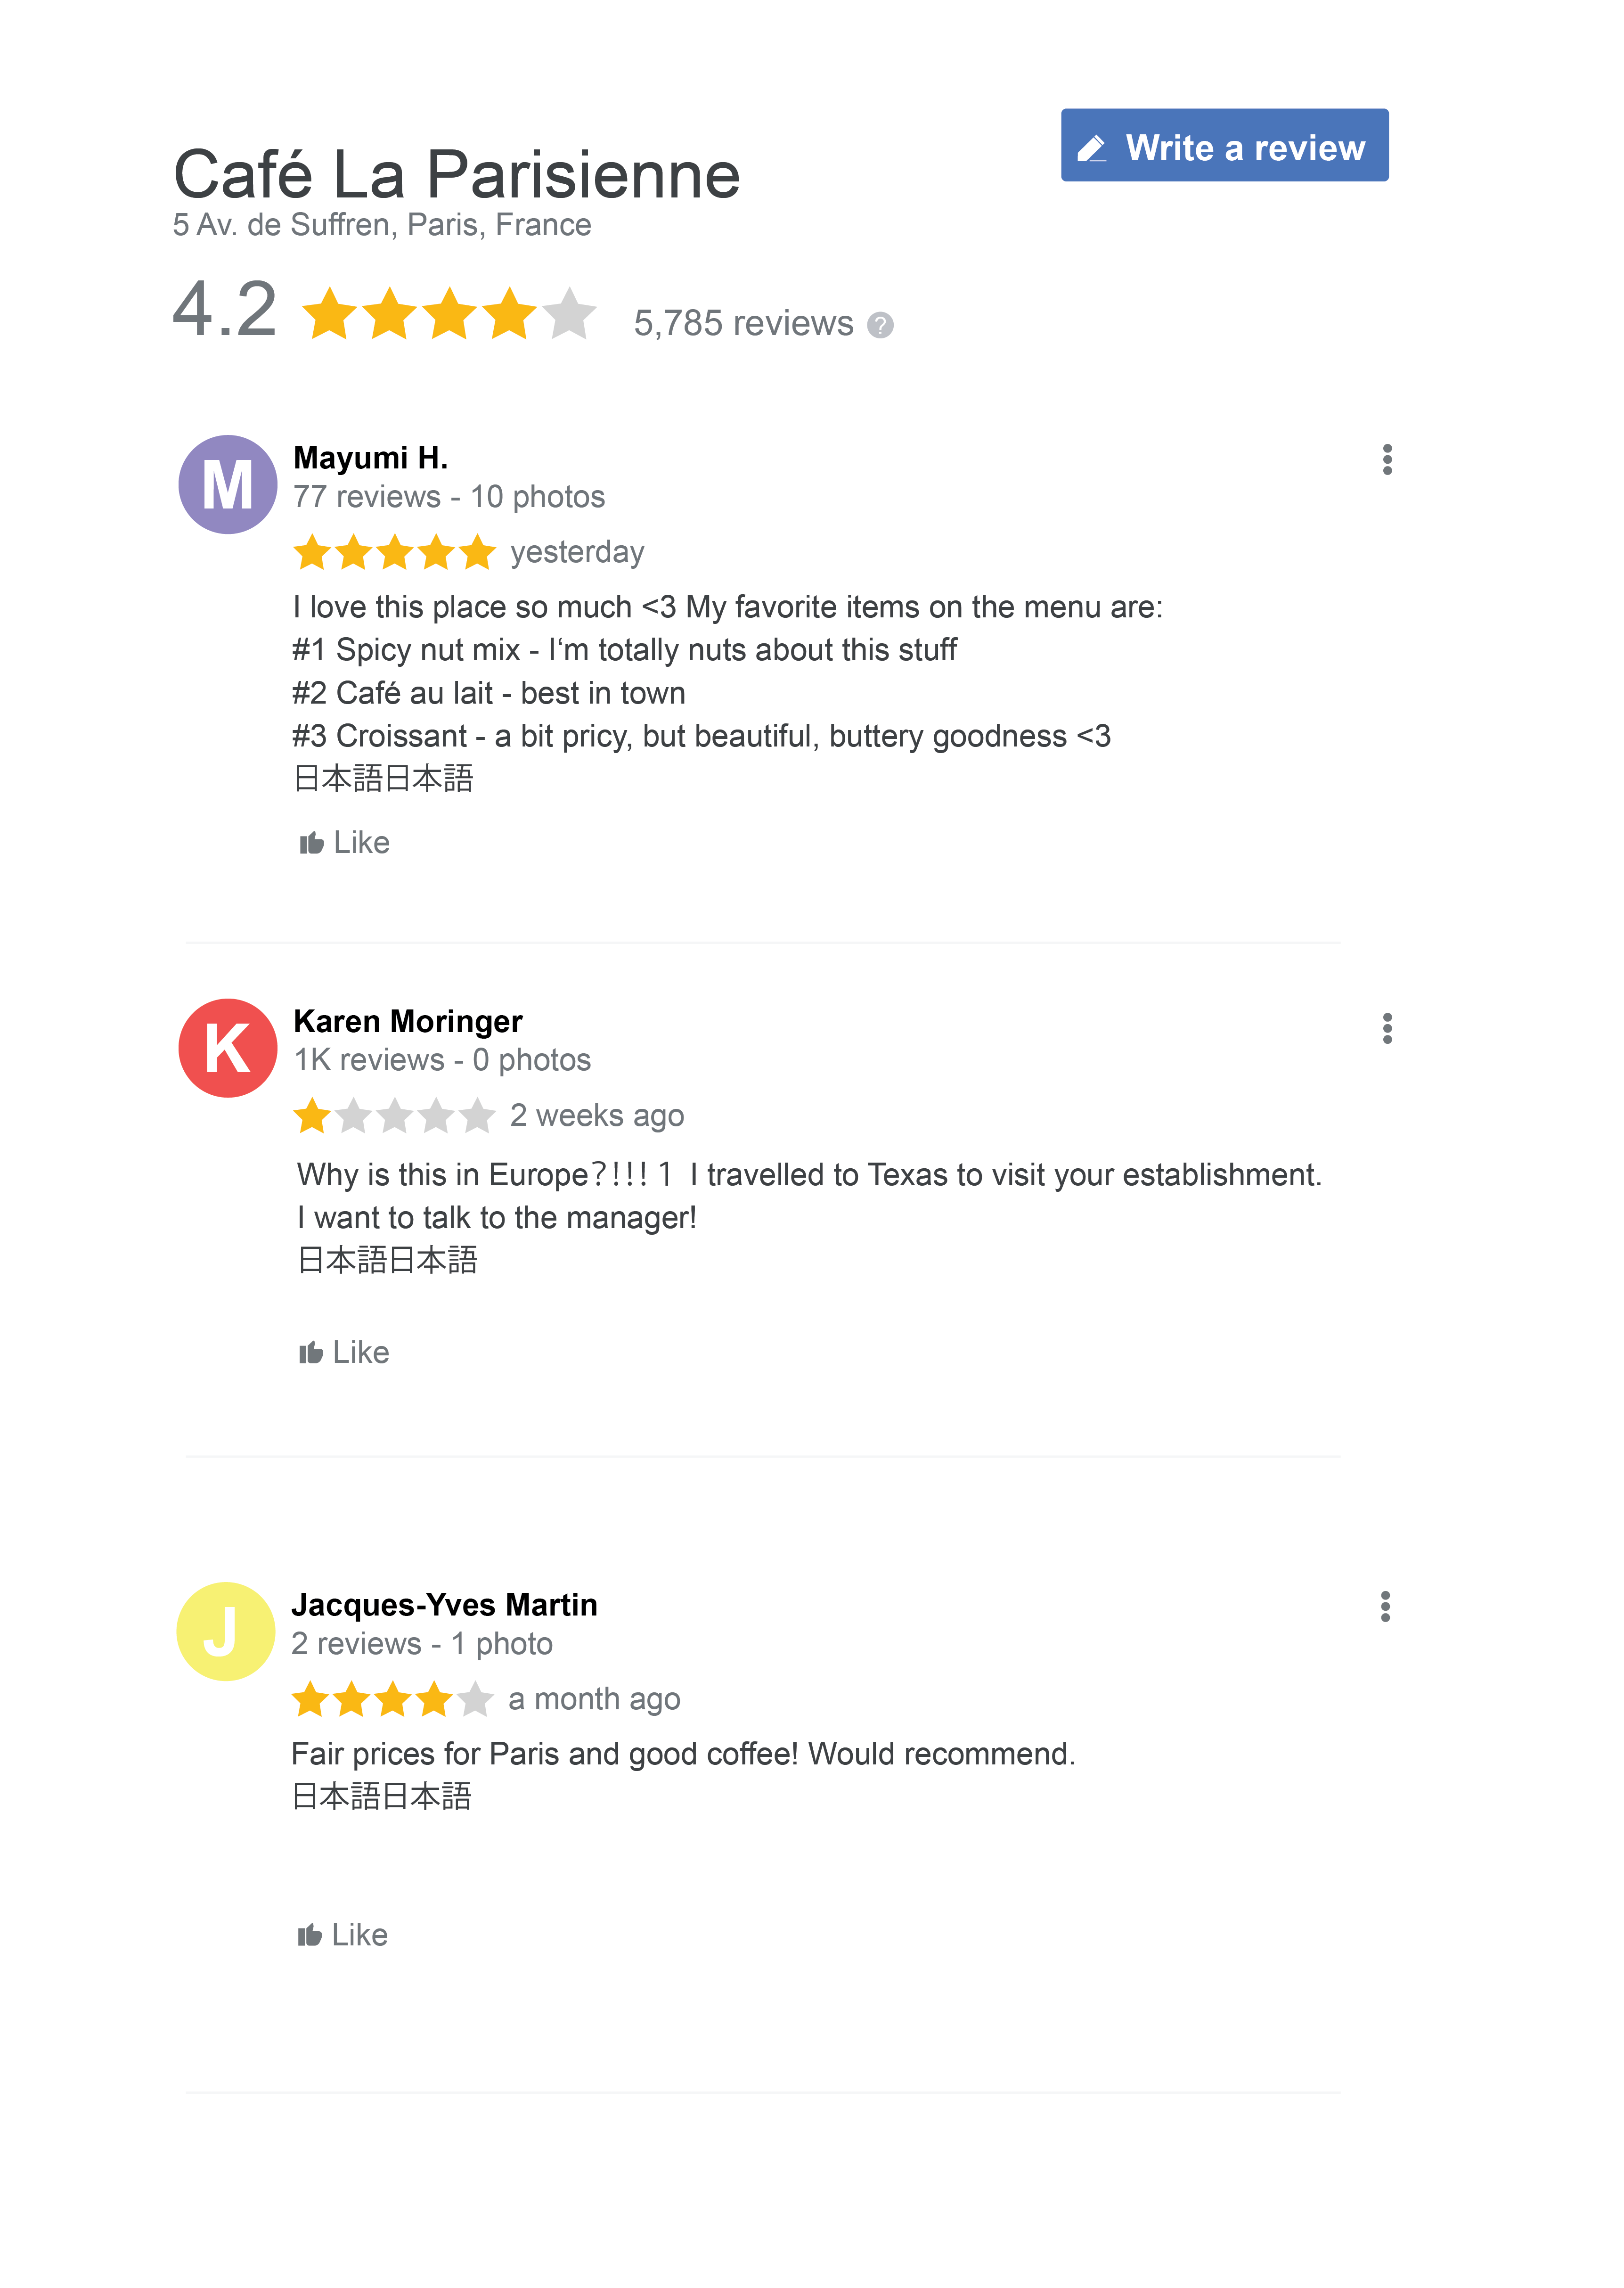 Write a review
Café La Parisienne
5 Av. de Suffren, Paris, France
4.2 5,785 reviews ?
M
Mayumi H.
77 reviews - 10 photos
yesterday
I love this place so much <3 My favorite items on the menu are:
#1 Spicy nut mix - I‘m totally nuts about this stuff
#2 Café au lait - best in town
#3 Croissant - a bit pricy, but beautiful, buttery goodness <3
日本語日本語
Like
K
Karen Moringer
1K reviews - 0 photos
2 weeks ago
Why is this in Europe?!!!１ I travelled to Texas to visit your establishment.
I want to talk to the manager!
日本語日本語
Like
J
Jacques-Yves Martin
2 reviews - 1 photo
a month ago
Fair prices for Paris and good coffee! Would recommend.
日本語日本語
Like